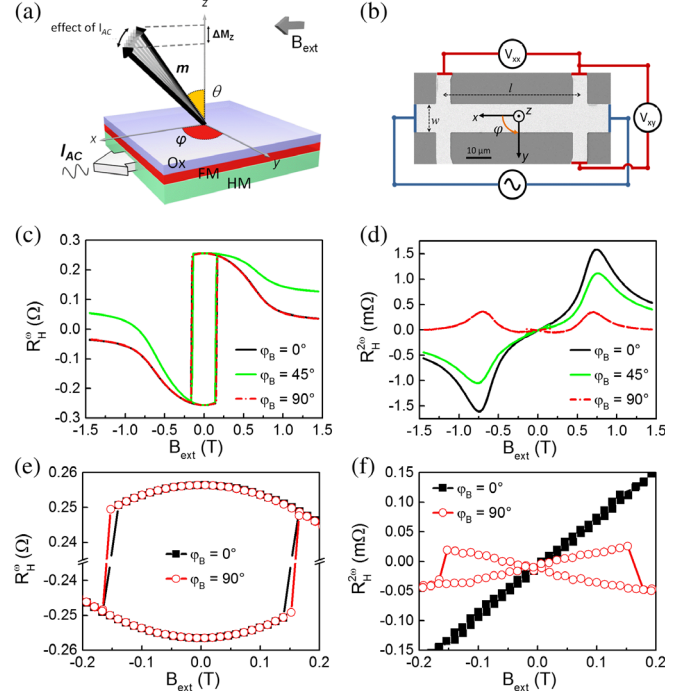 (a)
effect of I_AC
z
ΔM_z
B_ext
m
θ
x
φ
y
I_AC
Ox
FM
HM
(b)
V_xx
l
w
x
z
φ
y
10 μm
V_xy
(c)
R_H^ω (Ω)
0.3
0.2
0.1
0.0
-0.1
-0.2
-0.3
φ_B = 0°
φ_B = 45°
φ_B = 90°
-1.5 -1.0 -0.5 0.0 0.5 1.0 1.5
B_ext (T)
(d)
R_H^2ω (mΩ)
1.5
1.0
0.5
0.0
-0.5
-1.0
-1.5
φ_B = 0°
φ_B = 45°
φ_B = 90°
-1.5 -1.0 -0.5 0.0 0.5 1.0 1.5
B_ext (T)
(e)
R_H^ω (Ω)
0.26
0.25
0.24
-0.24
-0.25
-0.26
φ_B = 0°
φ_B = 90°
-0.2 -0.1 0.0 0.1 0.2
B_ext (T)
(f)
R_H^2ω (mΩ)
0.15
0.10
0.05
0.00
-0.05
-0.10
-0.15
φ_B = 0°
φ_B = 90°
-0.2 -0.1 0.0 0.1 0.2
B_ext (T)